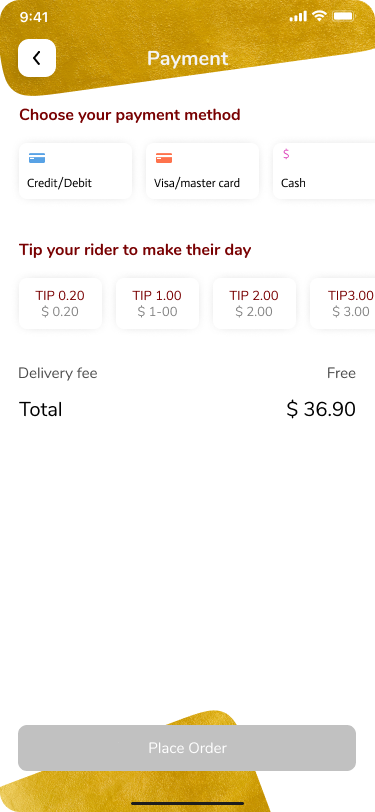 9:41
Payment
Choose your payment method
Credit/Debit
Visa/master card
$
Cash
Tip your rider to make their day
TIP 0.20
$ 0.20
TIP 1.00
$ 1-00
TIP 2.00
$ 2.00
TIP3.00
$ 3.00
Delivery fee Free
Total $ 36.90
Place Order